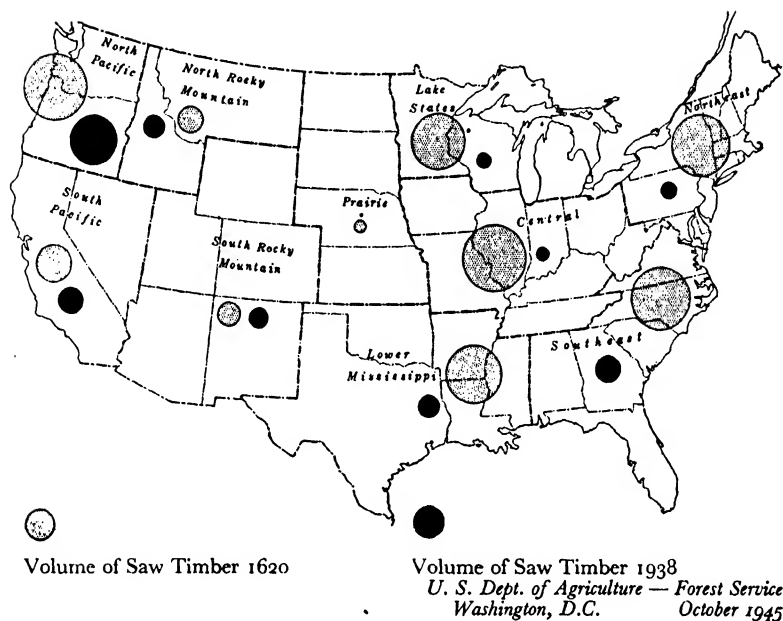 North
Pacific
North Rocky
Mountain
Lake
States
Northeast
South
Pacific
Prairie
Central
South Rocky
Mountain
Lower
Mississippi
Southeast
Volume of Saw Timber 1620
Volume of Saw Timber 1938
U. S. Dept. of Agriculture — Forest Service
Washington, D.C. October 1945